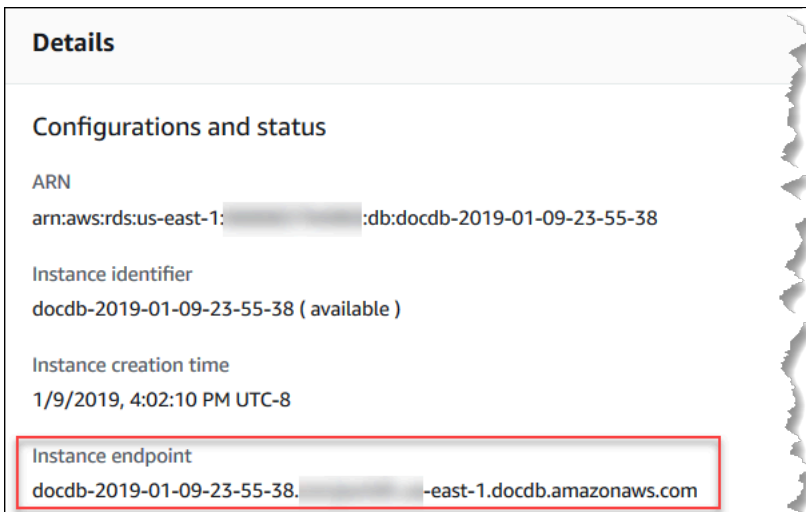 Details
Configurations and status
ARN
arn:aws:rds:us-east-1: :db:docdb-2019-01-09-23-55-38
Instance identifier
docdb-2019-01-09-23-55-38 ( available )
Instance creation time
1/9/2019, 4:02:10 PM UTC-8
Instance endpoint
docdb-2019-01-09-23-55-38. -east-1.docdb.amazonaws.com